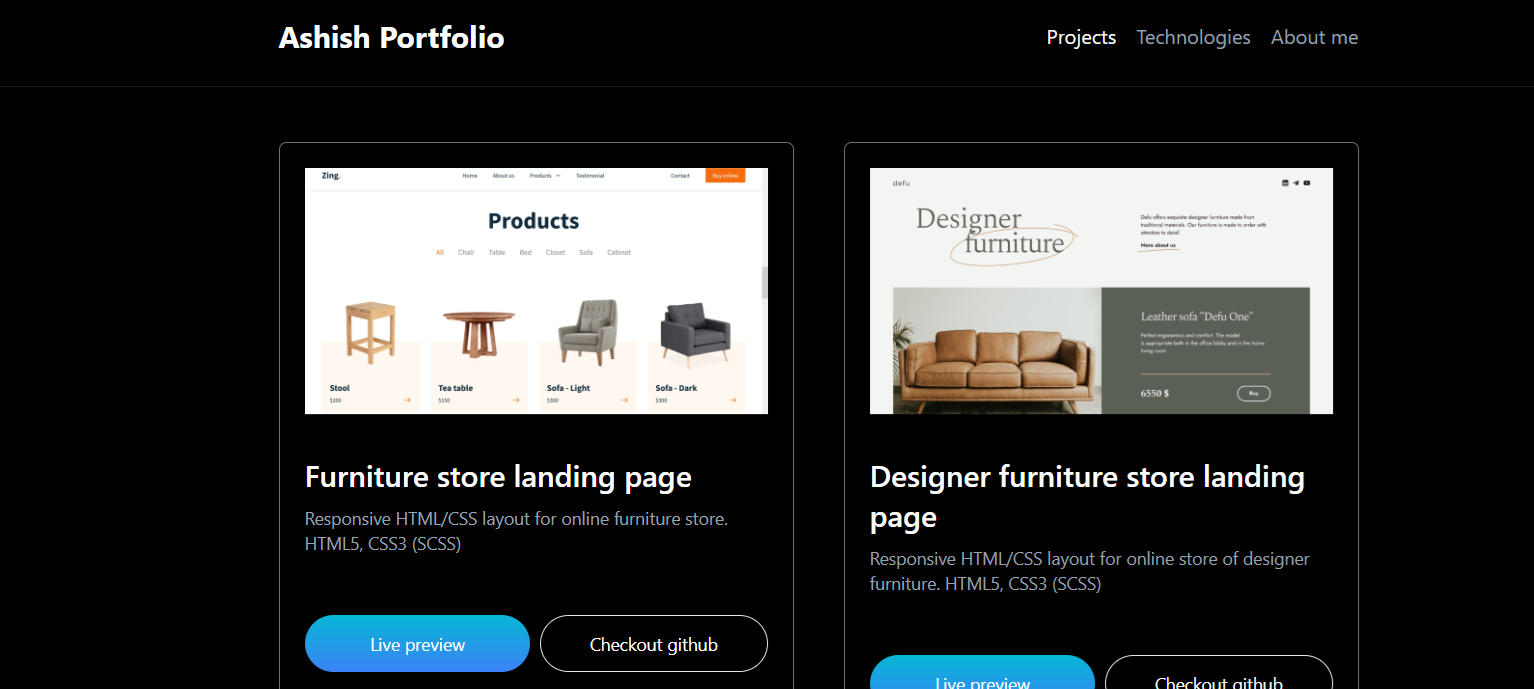 Ashish Portfolio
Projects Technologies About me
Zing.
Home About us Products Testimonial Contact Buy online
Products
All Chair Table Bed Closet Sofa Cabinet
Stool
$200
Tea table
$150
Sofa - Light
$300
Sofa - Dark
$300
Furniture store landing page
Responsive HTML/CSS layout for online furniture store.
HTML5, CSS3 (SCSS)
Live preview
Checkout github
defu
Designer
furniture
Defu offers exquisite designer furniture made from
traditional materials. Our furniture is made to order with
attention to detail
More about us
Leather sofa "Defu One"
Perfect ergonomics and comfort. The model
is appropriate both in the office lobby and in the home
living room
6550 $
Buy
Designer furniture store landing
page
Responsive HTML/CSS layout for online store of designer
furniture. HTML5, CSS3 (SCSS)
Live preview
Checkout github